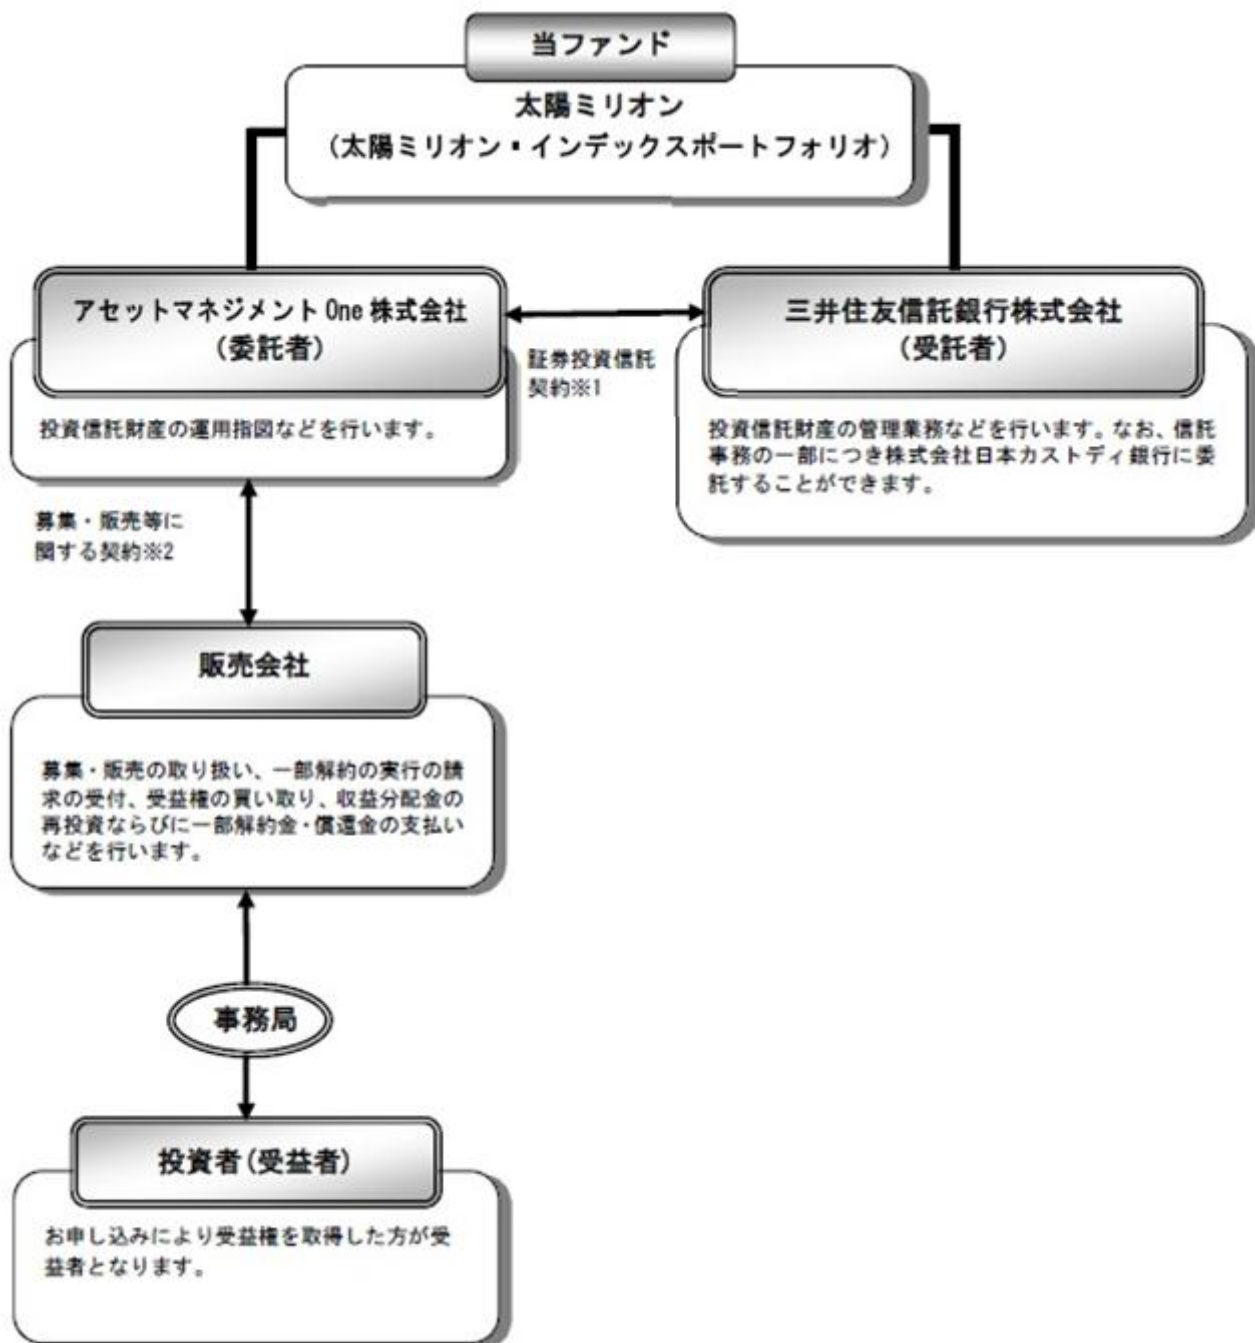 当ファンド
太陽ミリオン
(太陽ミリオン・インデックスポートフォリオ)
アセットマネジメント One 株式会社
(委託者)
投資信託財産の運用指図などを行います。
証券投資信託
契約※1
三井住友信託銀行株式会社
(受託者)
投資信託財産の管理業務などを行います。なお、信託
事務の一部につき株式会社日本カストディ銀行に委
託することができます。
募集・販売等に
関する契約※2
販売会社
募集・販売の取り扱い、一部解約の実行の請
求の受付、受益権の買い取り、収益分配金の
再投資ならびに一部解約金・償還金の支払い
などを行います。
事務局
投資者(受益者)
お申し込みにより受益権を取得した方が受
益者となります。